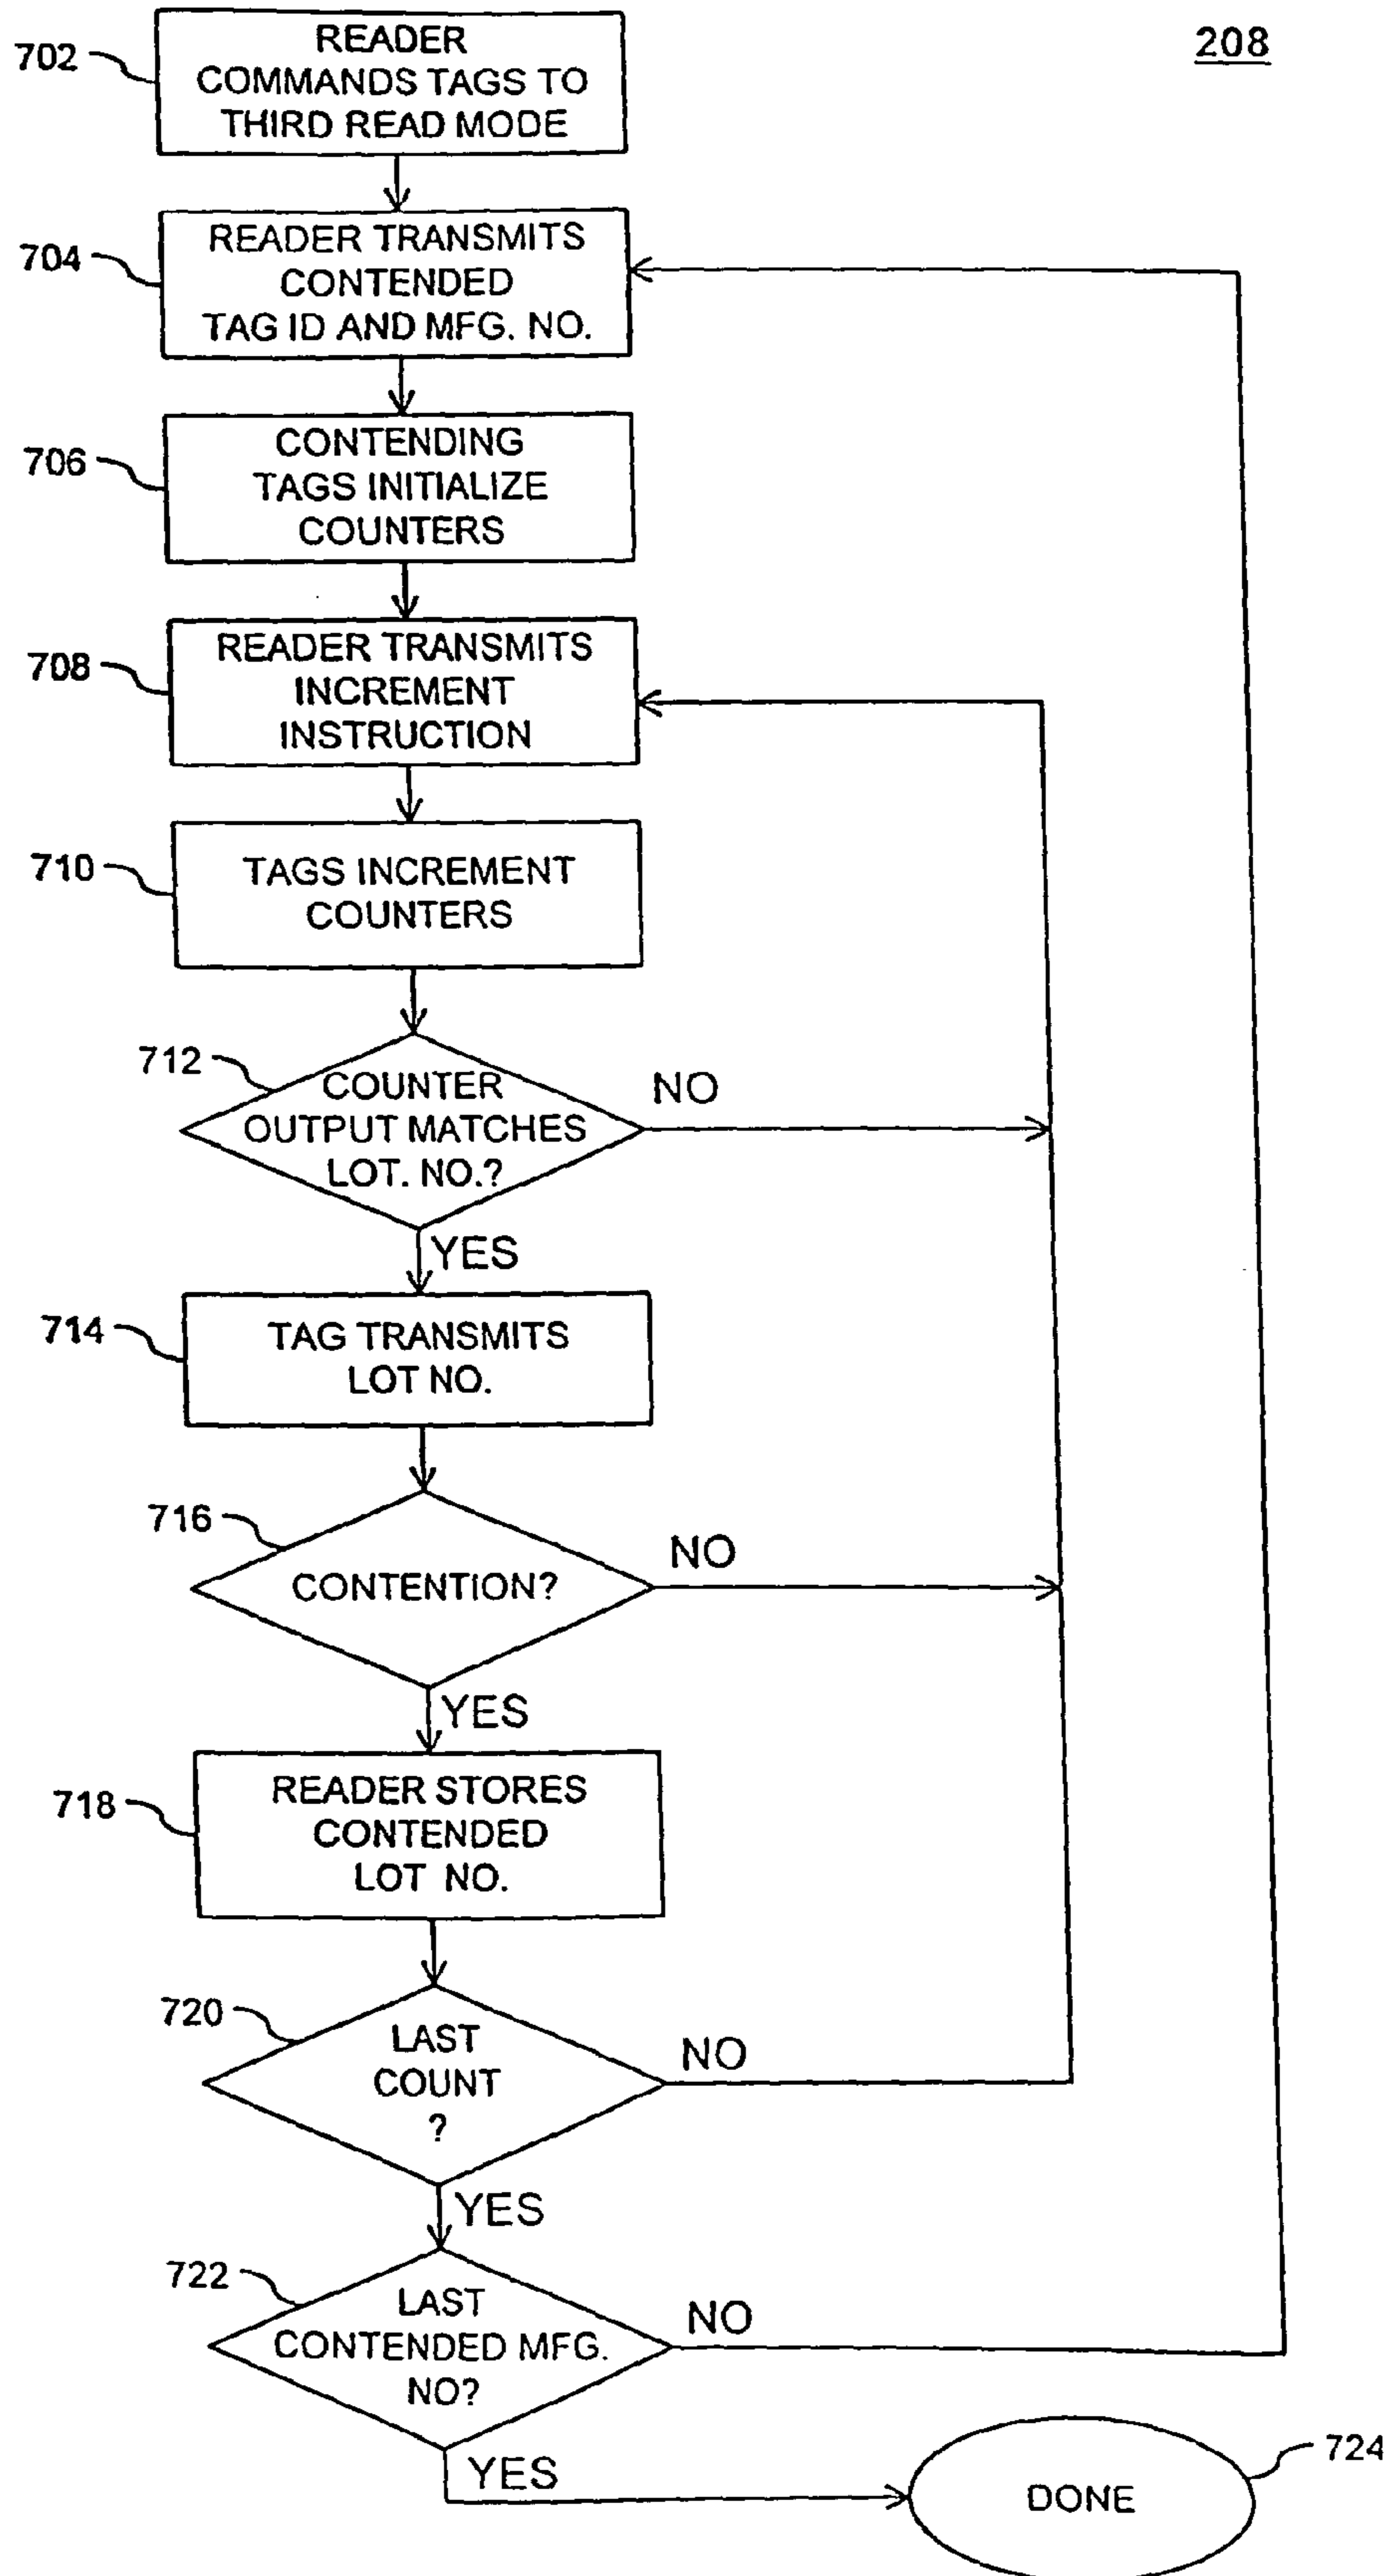 208
702
READER
COMMANDS TAGS TO
THIRD READ MODE
704
READER TRANSMITS
CONTENDED
TAG ID AND MFG. NO.
706
CONTENDING
TAGS INITIALIZE
COUNTERS
708
READER TRANSMITS
INCREMENT
INSTRUCTION
710
TAGS INCREMENT
COUNTERS
712
COUNTER
OUTPUT MATCHES
LOT. NO.?
NO
YES
714
TAG TRANSMITS
LOT NO.
716
CONTENTION?
NO
YES
718
READER STORES
CONTENDED
LOT NO.
720
LAST
COUNT
?
NO
YES
722
LAST
CONTENDED MFG.
NO?
NO
YES
724
DONE